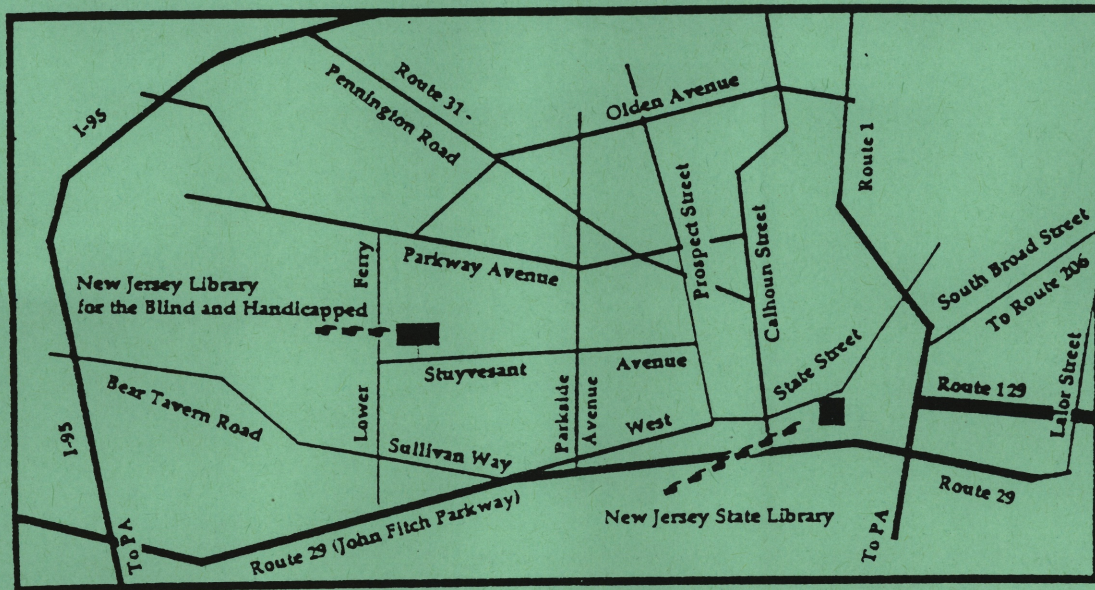 I-95
Route 31 -
Pennington Road
Olden Avenue
Route 1
Prospect Street
Calhoun Street
South Broad Street
To Route 206
Ferry
Parkway Avenue
New Jersey Library
for the Blind and Handicapped
State Street
Stuyvesant
Avenue
Bear Tavern Road
Lower
Parkside
Avenue
West
Route 129
Lalor Street
I-95
Sullivan Way
Route 29
Route 29 (John Fitch Parkway)
New Jersey State Library
To PA
To PA